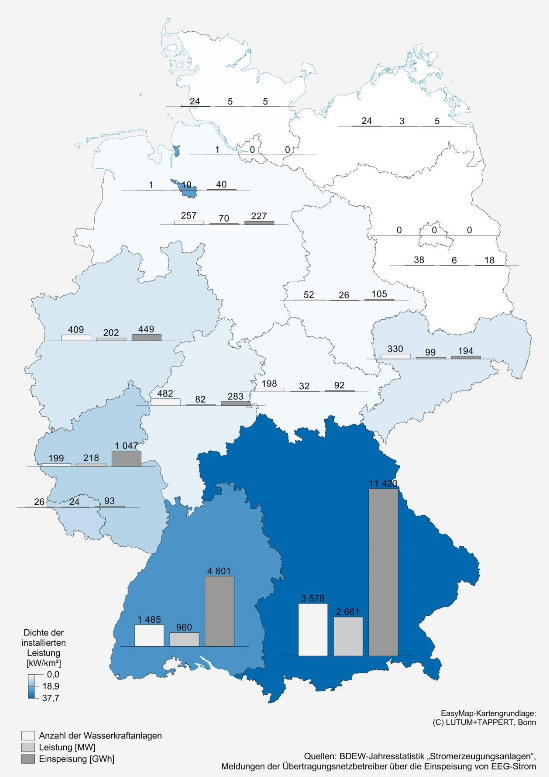 24 5 5
24 3 5
1 0 0
1 10 40
257 70 227
0 0 0
38 6 18
52 26 105
409 202 449
330 99 194
198 32 92
482 82 283
199 218 1 047
26 24 93
11 423
4 801
3 578
2 661
1 485
960
Dichte der
installierten
Leistung
[kW/km²]
0,0
18,9
37,7
EasyMap-Kartengrundlage:
(C) LUTUM+TAPPERT, Bonn
Anzahl der Wasserkraftanlagen
Leistung [MW]
Einspeisung [GWh]
Quellen: BDEW-Jahresstatistik „Stromerzeugungsanlagen“,
Meldungen der Übertragungsnetzbetreiber über die Einspeisung von EEG-Strom